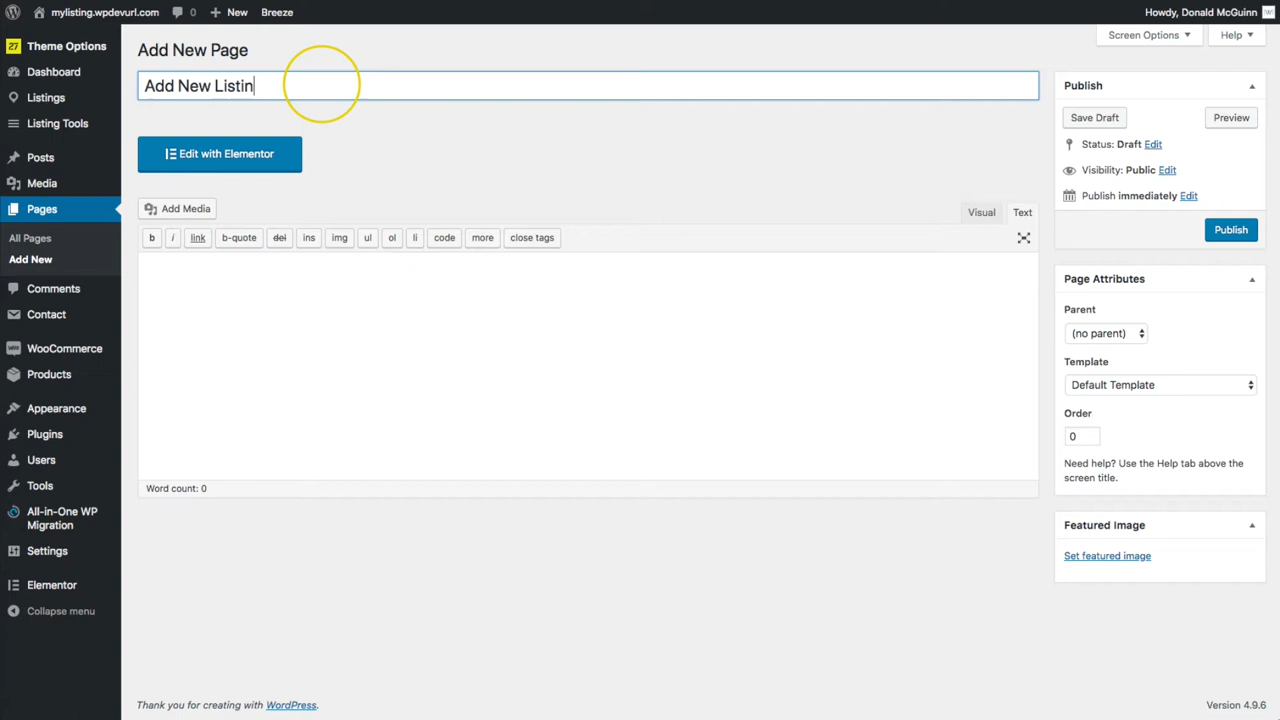 mylisting.wpdevurl.com 0 New Breeze Howdy, Donald McGuinn
27 Theme Options
Dashboard
Listings
Listing Tools
Posts
Media
Pages
All Pages
Add New
Comments
Contact
WooCommerce
Products
Appearance
Plugins
Users
Tools
All-in-One WP
Migration
Settings
Elementor
Collapse menu
Screen Options Help
Add New Page
Add New Listin
Edit with Elementor
Add Media
Visual Text
b i link b-quote del ins img ul ol li code more close tags
Word count: 0
Publish
Save Draft Preview
Status: Draft Edit
Visibility: Public Edit
Publish immediately Edit
Publish
Page Attributes
Parent
(no parent)
Template
Default Template
Order
0
Need help? Use the Help tab above the
screen title.
Featured Image
Set featured image
Thank you for creating with WordPress. Version 4.9.6